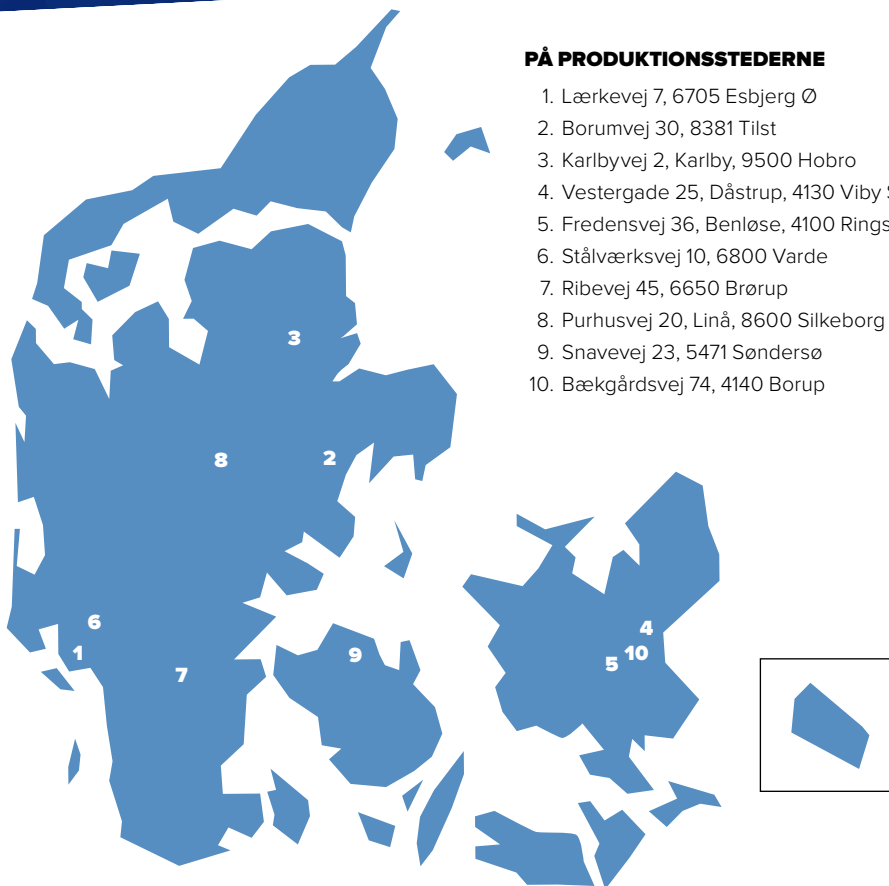 PÅ PRODUKTIONSSTEDERNE
1. Lærkevej 7, 6705 Esbjerg Ø
2. Borumvej 30, 8381 Tilst
3. Karlbyvej 2, Karlby, 9500 Hobro
4. Vestergade 25, Dåstrup, 4130 Viby
5. Fredensvej 36, Benløse, 4100 Rings
6. Stålværksvej 10, 6800 Varde
7. Ribevej 45, 6650 Brørup
8. Purhusvej 20, Linå, 8600 Silkeborg
9. Snavevej 23, 5471 Søndersø
10. Bækgårdsvej 74, 4140 Borup
3
8
2
6
1
7
9
4
5
10